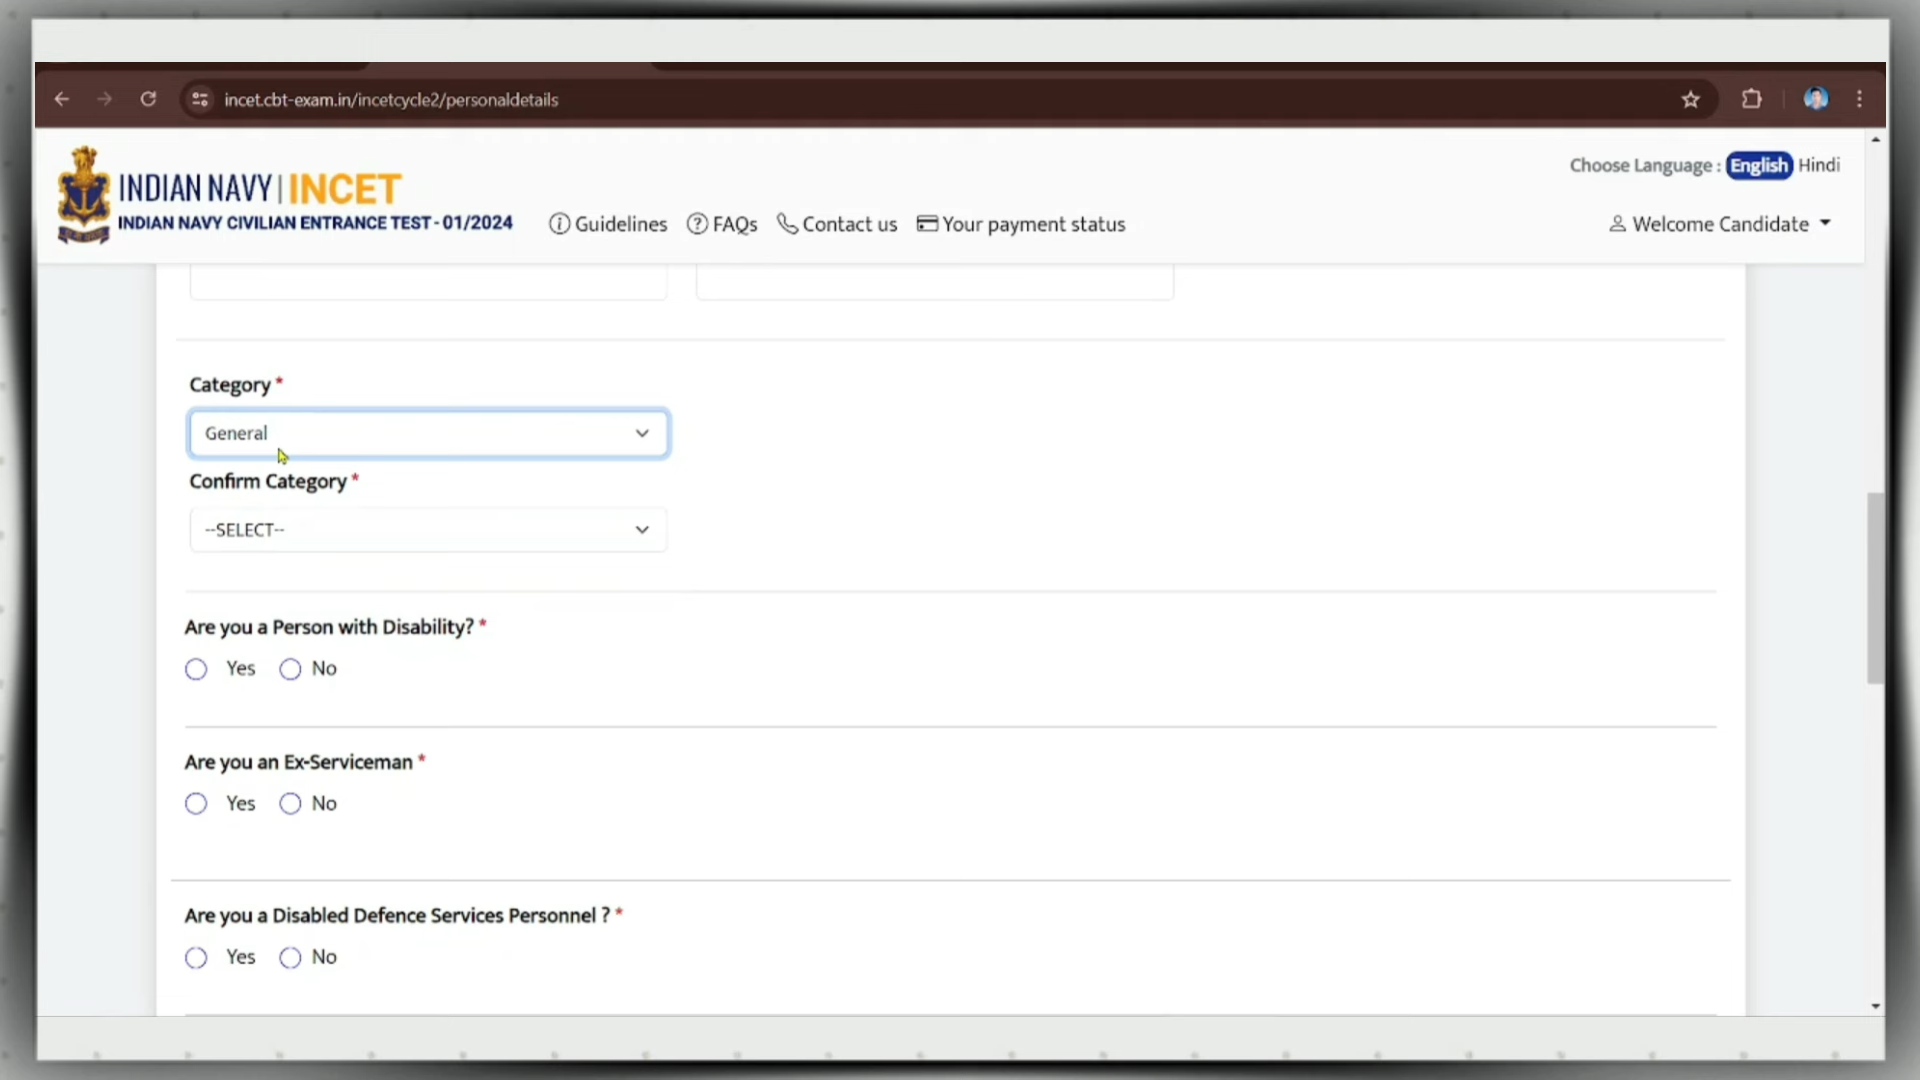 incet.cbt-exam.in/incetcycle2/personaldetails
Choose Language : English Hindi
INDIAN NAVY | INCET
INDIAN NAVY CIVILIAN ENTRANCE TEST - 01/2024
Guidelines FAQs Contact us Your payment status
Welcome Candidate
Category *
General
Confirm Category *
--SELECT--
Are you a Person with Disability? *
Yes No
Are you an Ex-Serviceman *
Yes No
Are you a Disabled Defence Services Personnel ? *
Yes No